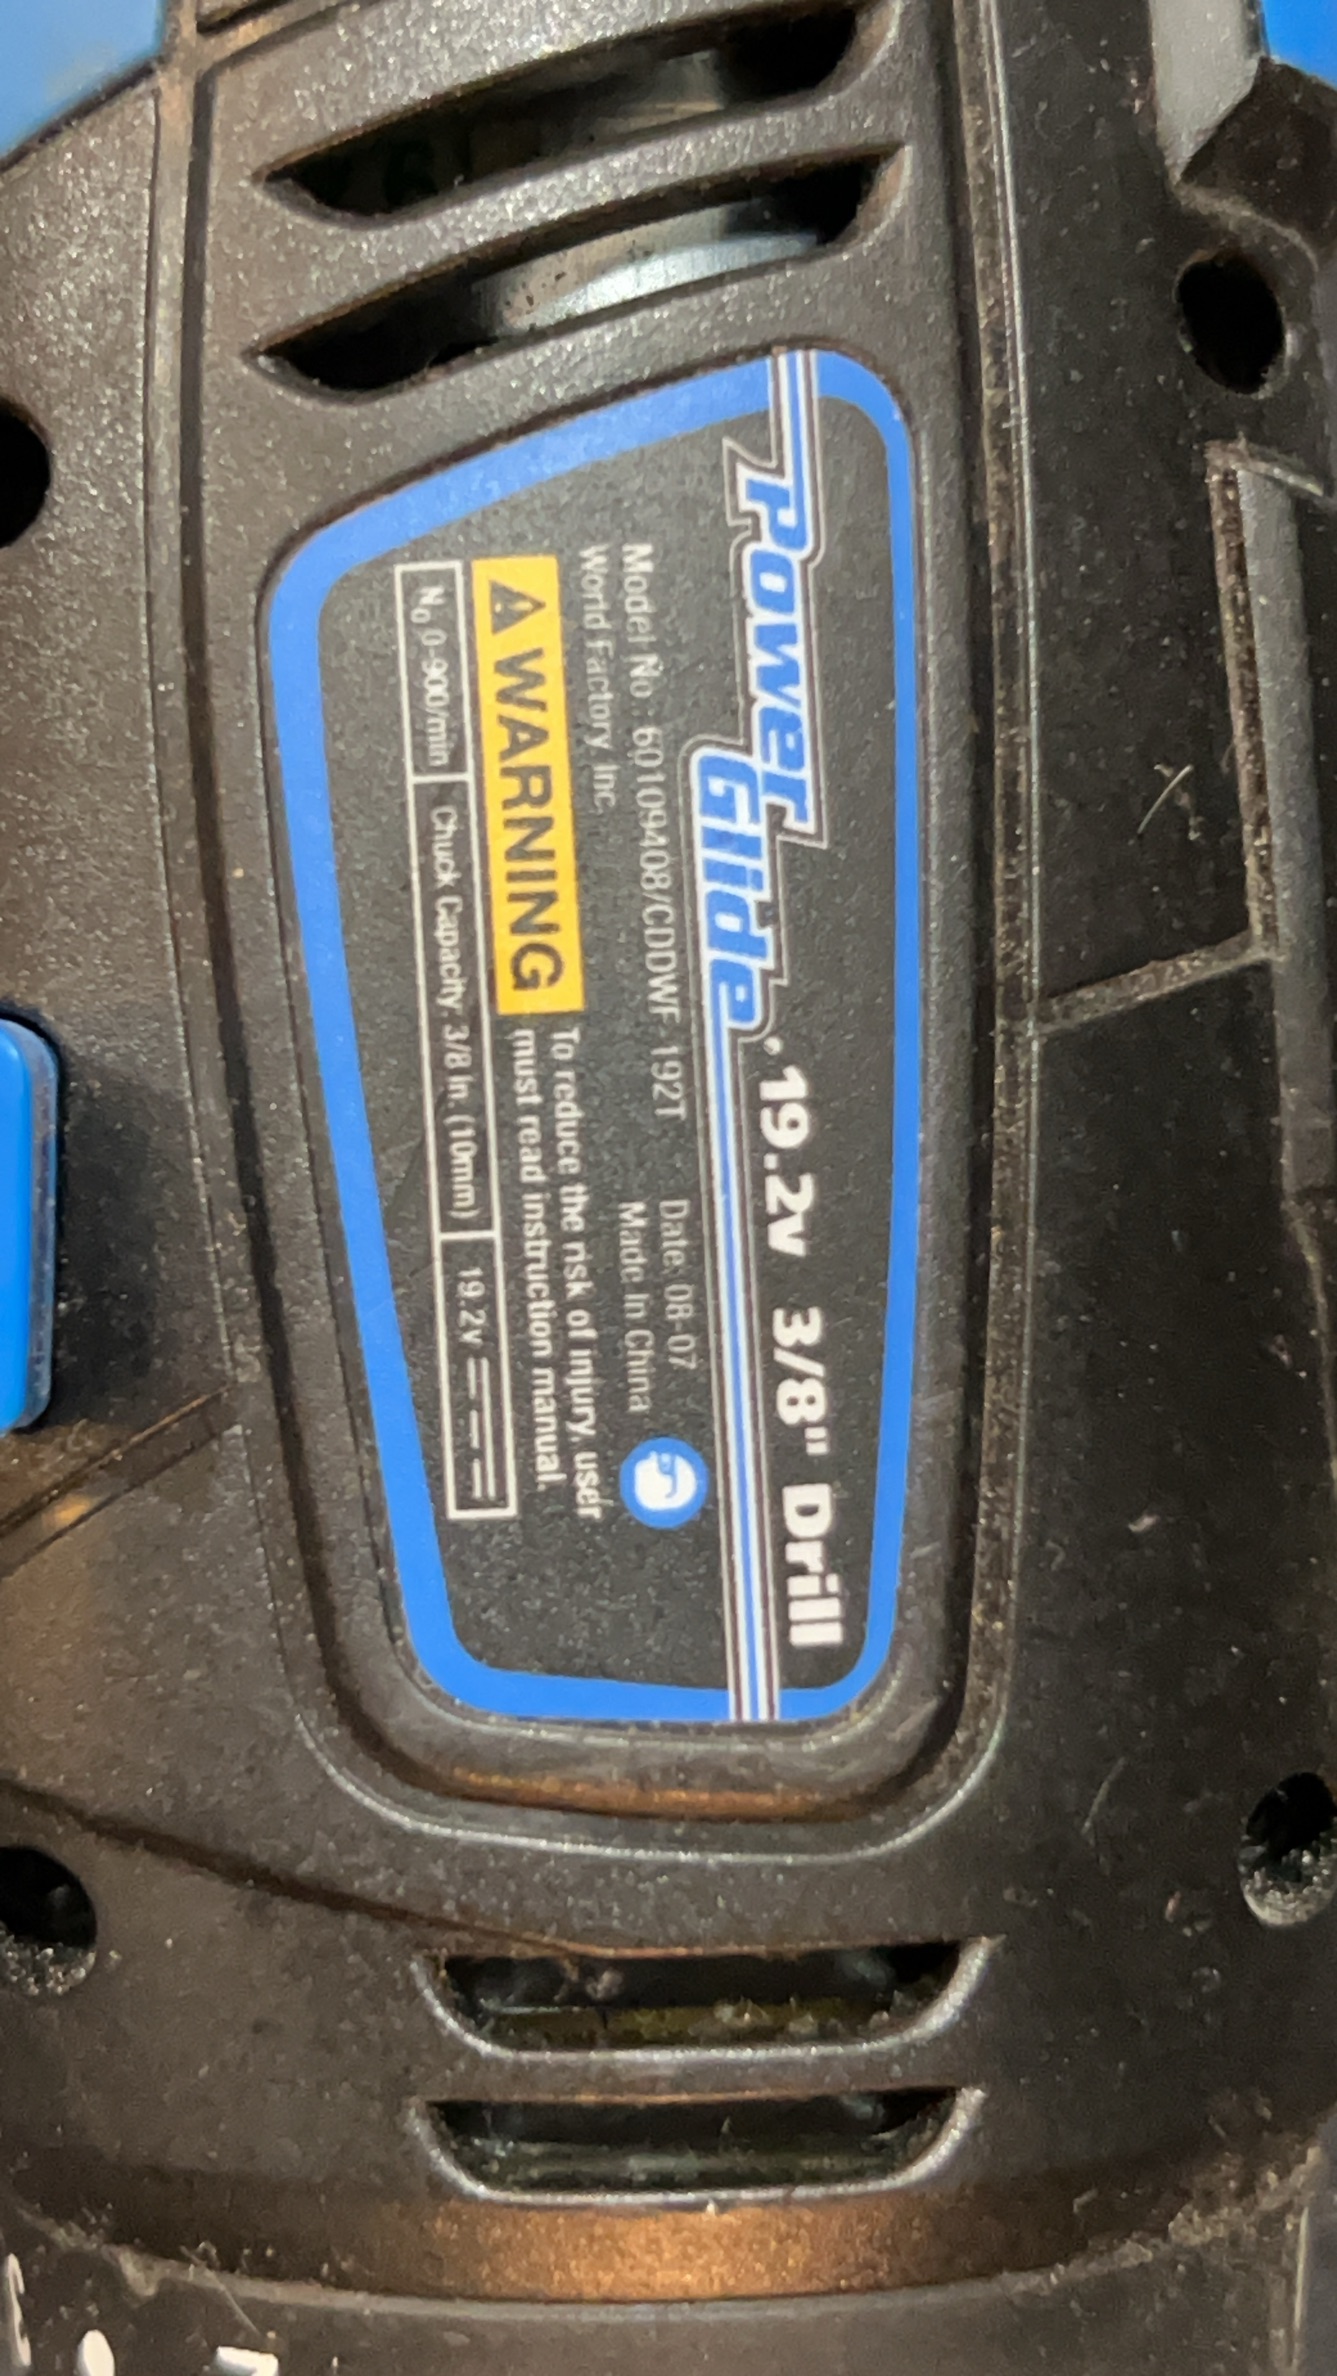 Power
Glide® 19.2v 3/8" Drill
Model No. 60109408/CDDWF-192T Date: 08-07
World Factory, Inc. Made In China
⚠ WARNING To reduce the risk of injury, user
must read instruction manual.
N₀ 0-900/min Chuck Capacity: 3/8 in. (10mm) 19.2v